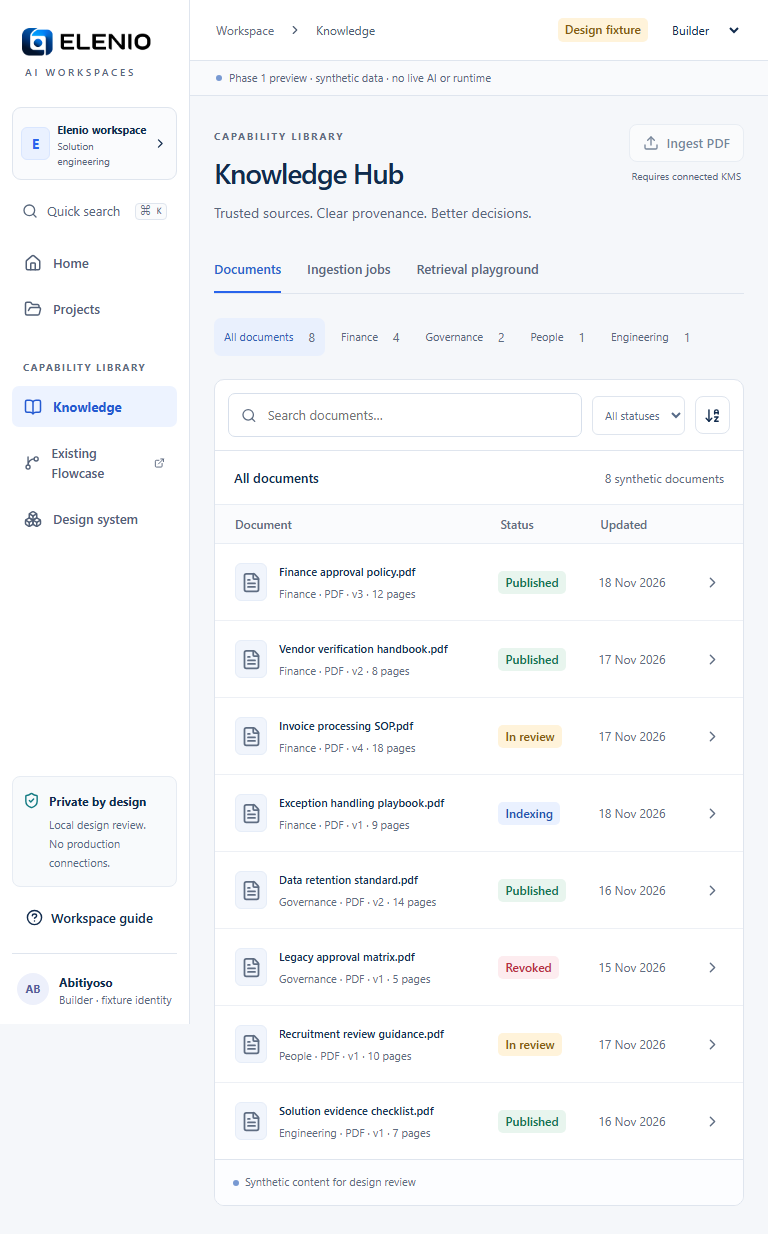 ELENIO
AI WORKSPACES
E
Elenio workspace
Solution
engineering
Quick search
⌘ K
Home
Projects
CAPABILITY LIBRARY
Knowledge
Existing
Flowcase
Design system
Private by design
Local design review.
No production
connections.
Workspace guide
AB
Abitiyoso
Builder · fixture identity
Workspace
Knowledge
Design fixture
Builder
Phase 1 preview · synthetic data · no live AI or runtime
CAPABILITY LIBRARY
Knowledge Hub
Trusted sources. Clear provenance. Better decisions.
Ingest PDF
Requires connected KMS
Documents
Ingestion jobs
Retrieval playground
All documents 8
Finance 4
Governance 2
People 1
Engineering 1
Search documents...
All statuses
All documents
8 synthetic documents
Document Status Updated
Finance approval policy.pdf
Finance · PDF · v3 · 12 pages
Published
18 Nov 2026
Vendor verification handbook.pdf
Finance · PDF · v2 · 8 pages
Published
17 Nov 2026
Invoice processing SOP.pdf
Finance · PDF · v4 · 18 pages
In review
17 Nov 2026
Exception handling playbook.pdf
Finance · PDF · v1 · 9 pages
Indexing
18 Nov 2026
Data retention standard.pdf
Governance · PDF · v2 · 14 pages
Published
16 Nov 2026
Legacy approval matrix.pdf
Governance · PDF · v1 · 5 pages
Revoked
15 Nov 2026
Recruitment review guidance.pdf
People · PDF · v1 · 10 pages
In review
17 Nov 2026
Solution evidence checklist.pdf
Engineering · PDF · v1 · 7 pages
Published
16 Nov 2026
Synthetic content for design review